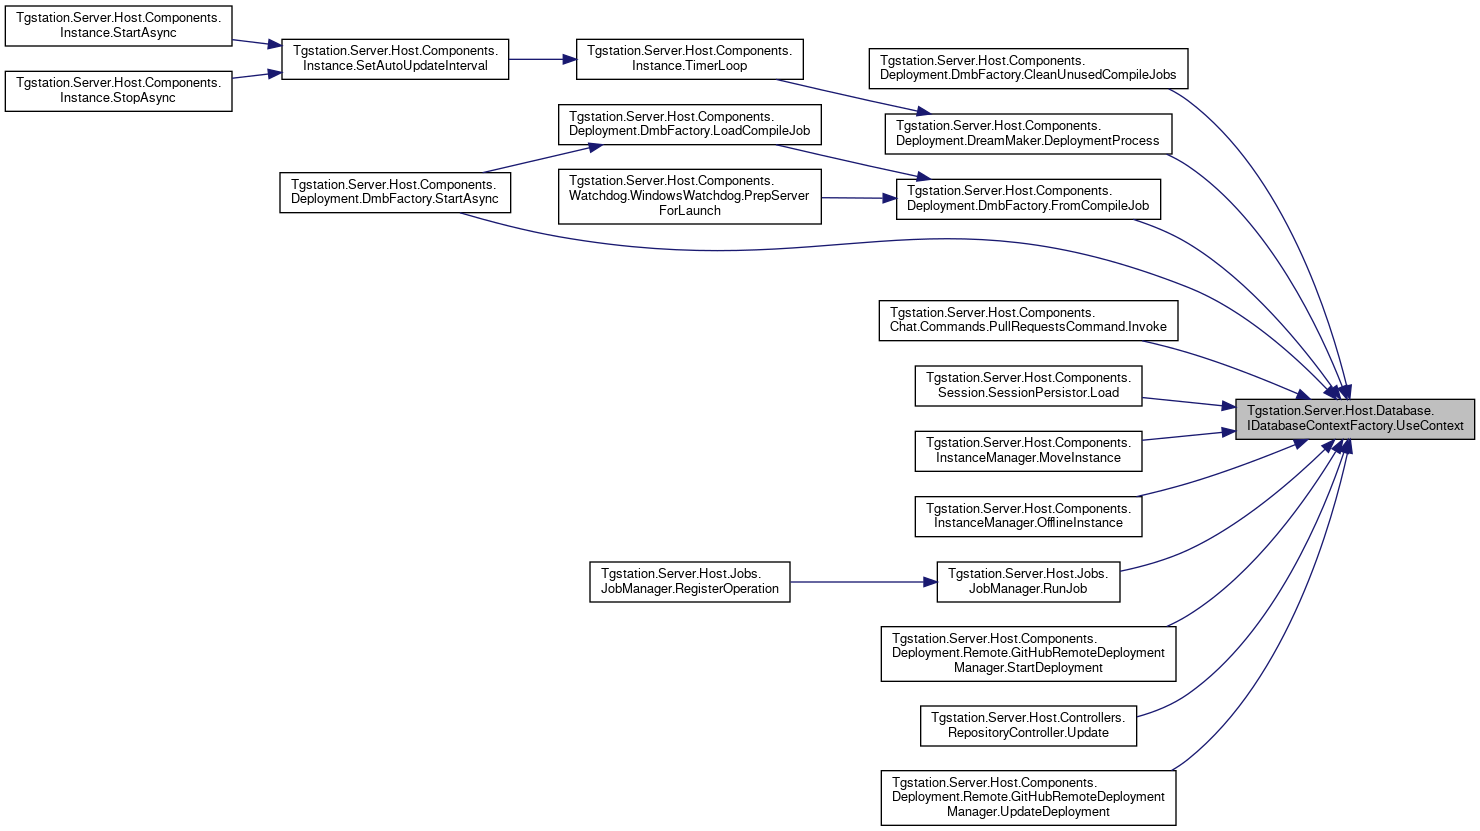 Tgstation.Server.Host.Components.
Instance.StartAsync
Tgstation.Server.Host.Components.
Instance.StopAsync
Tgstation.Server.Host.Components.
Instance.SetAutoUpdateInterval
Tgstation.Server.Host.Components.
Instance.TimerLoop
Tgstation.Server.Host.Components.
Deployment.DmbFactory.CleanUnusedCompileJobs
Tgstation.Server.Host.Components.
Deployment.DmbFactory.LoadCompileJob
Tgstation.Server.Host.Components.
Deployment.DreamMaker.DeploymentProcess
Tgstation.Server.Host.Components.
Deployment.DmbFactory.StartAsync
Tgstation.Server.Host.Components.
Watchdog.WindowsWatchdog.PrepServer
ForLaunch
Tgstation.Server.Host.Components.
Deployment.DmbFactory.FromCompileJob
Tgstation.Server.Host.Components.
Chat.Commands.PullRequestsCommand.Invoke
Tgstation.Server.Host.Components.
Session.SessionPersistor.Load
Tgstation.Server.Host.Database.
IDatabaseContextFactory.UseContext
Tgstation.Server.Host.Components.
InstanceManager.MoveInstance
Tgstation.Server.Host.Components.
InstanceManager.OfflineInstance
Tgstation.Server.Host.Jobs.
JobManager.RegisterOperation
Tgstation.Server.Host.Jobs.
JobManager.RunJob
Tgstation.Server.Host.Components.
Deployment.Remote.GitHubRemoteDeployment
Manager.StartDeployment
Tgstation.Server.Host.Controllers.
RepositoryController.Update
Tgstation.Server.Host.Components.
Deployment.Remote.GitHubRemoteDeployment
Manager.UpdateDeployment